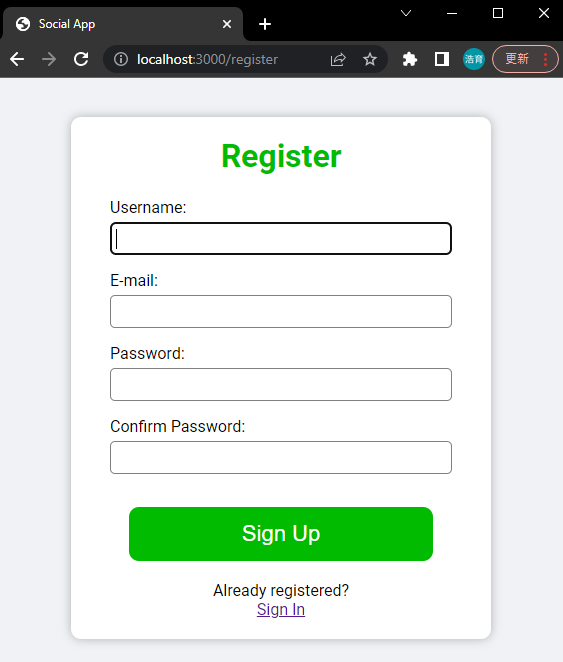 Social App
localhost:3000/register
浩育
更新
Register
Username:
E-mail:
Password:
Confirm Password:
Sign Up
Already registered?
Sign In